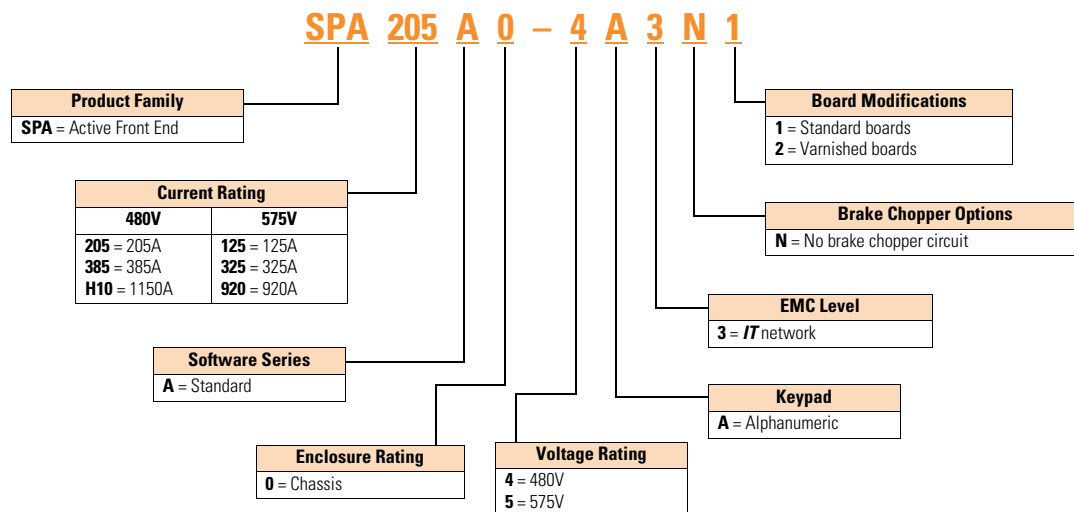 SPA 205 A 0 – 4 A 3 N 1
Product Family
SPA = Active Front End
Board Modifications
1 = Standard boards
2 = Varnished boards
Current Rating
480V 575V
205 = 205A 125 = 125A
385 = 385A 325 = 325A
H10 = 1150A 920 = 920A
Brake Chopper Options
N = No brake chopper circuit
EMC Level
3 = IT network
Software Series
A = Standard
Keypad
A = Alphanumeric
Enclosure Rating
0 = Chassis
Voltage Rating
4 = 480V
5 = 575V